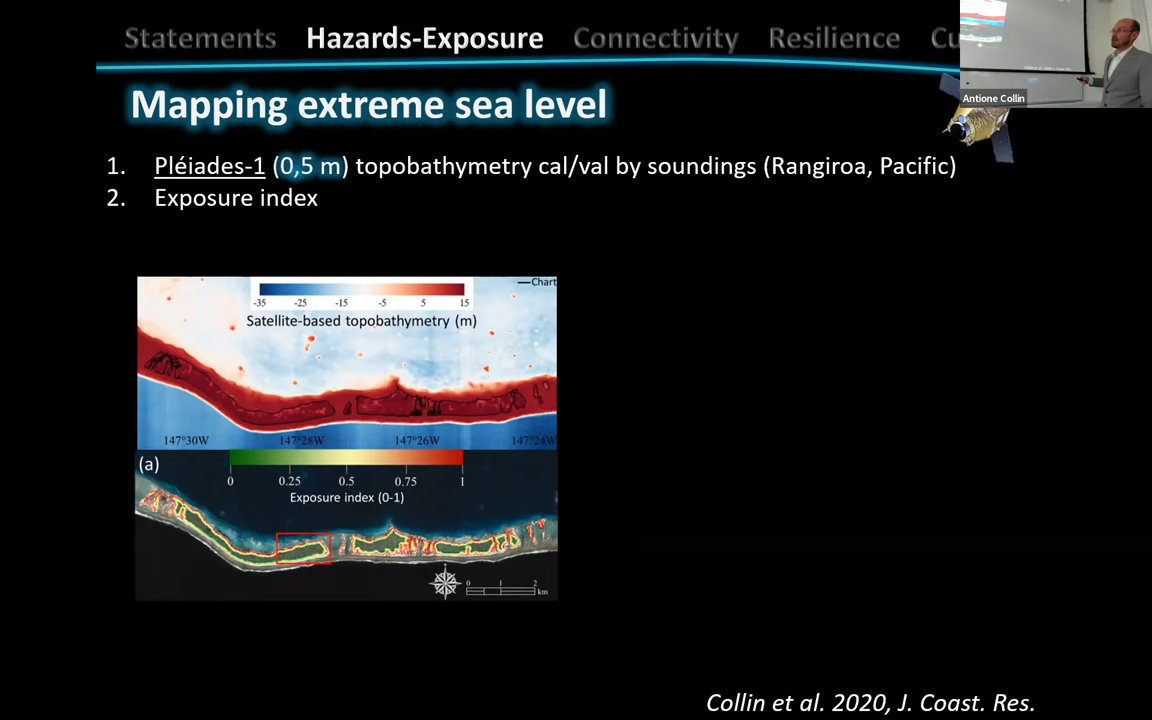 Statements Hazards-Exposure Connectivity Resilience Cu
Antione Collin
Mapping extreme sea level
1. Pléiades-1 (0,5 m) topobathymetry cal/val by soundings (Rangiroa, Pacific)
2. Exposure index
Chart
-35 -25 -15 -5 5 15
Satellite-based topobathymetry (m)
147°30W 147°28W 147°26W 147°24W
(a)
0 0.25 0.5 0.75 1
Exposure index (0-1)
0 1 2
km
Collin et al. 2020, J. Coast. Res.